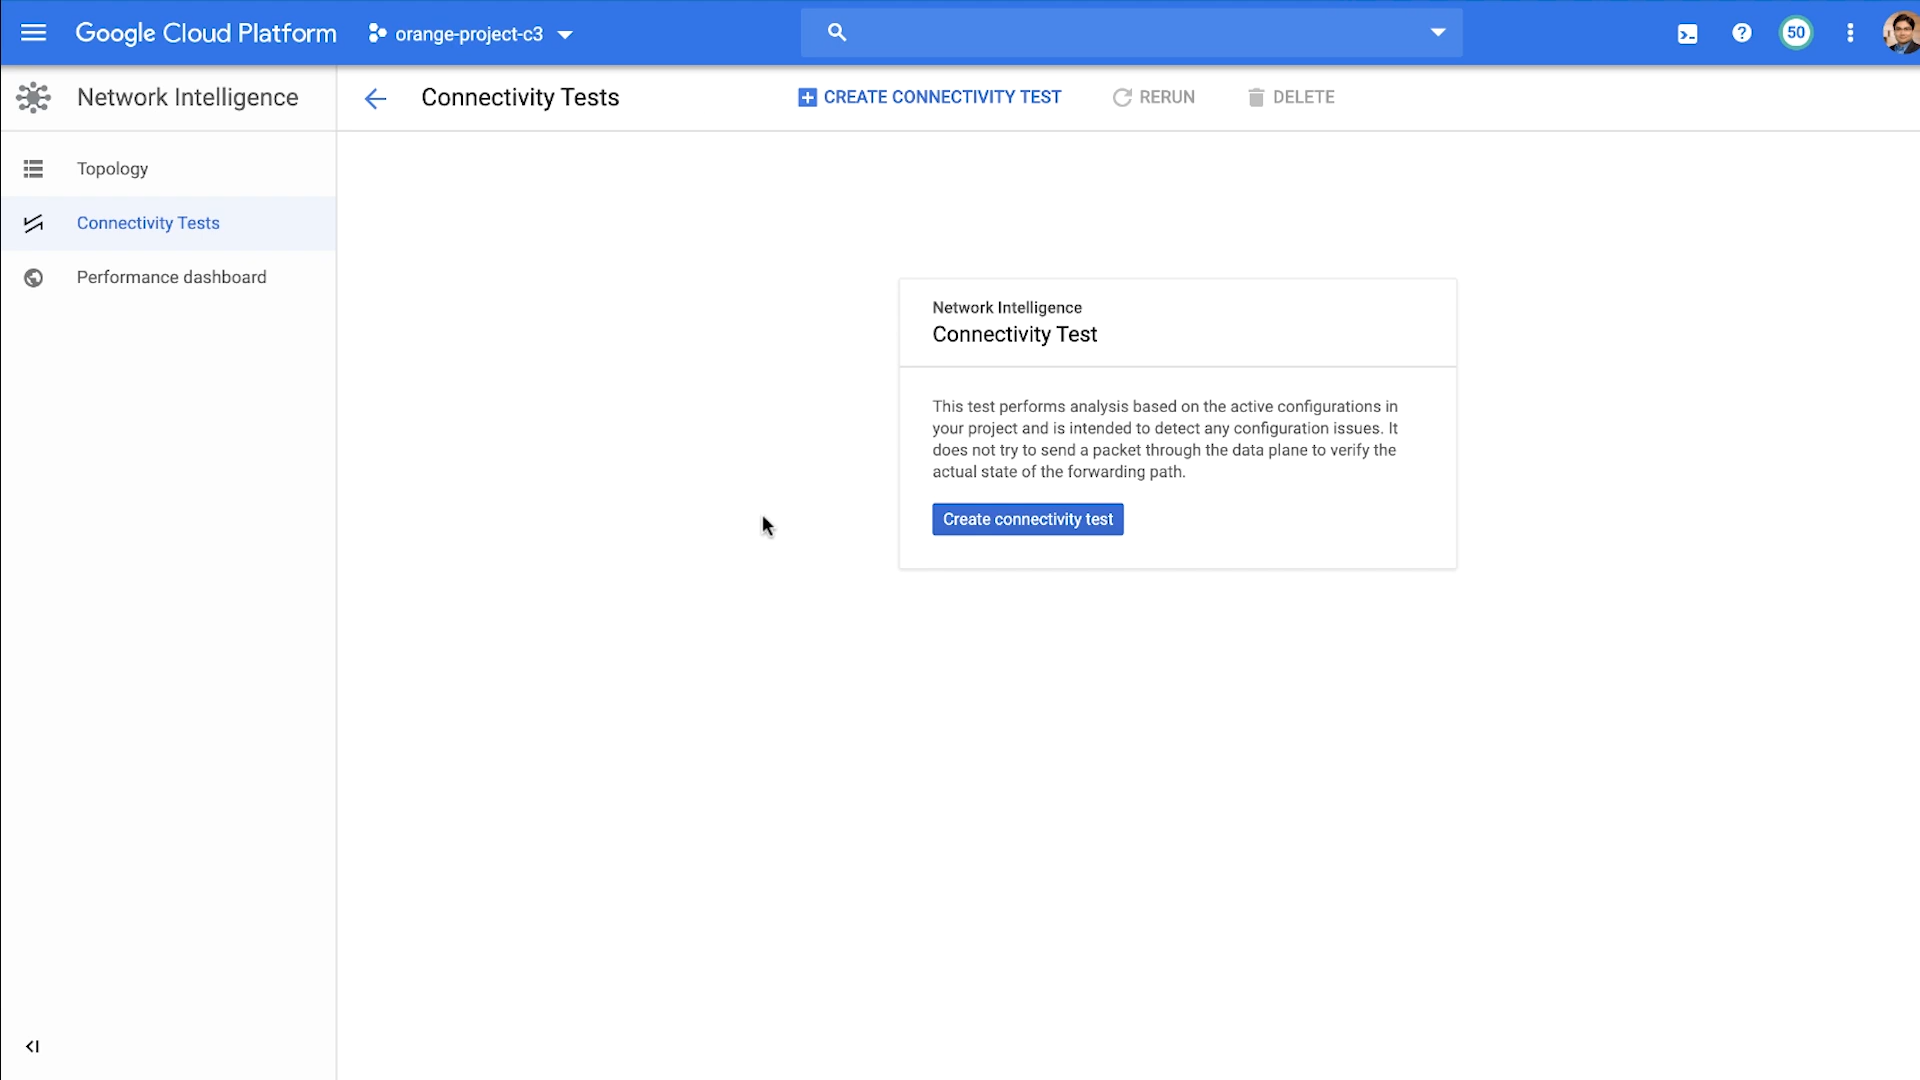 Google Cloud Platform
orange-project-c3
50
Network Intelligence
Connectivity Tests
CREATE CONNECTIVITY TEST
RERUN
DELETE
Topology
Connectivity Tests
Performance dashboard
Network Intelligence
Connectivity Test
This test performs analysis based on the active configurations in
your project and is intended to detect any configuration issues. It
does not try to send a packet through the data plane to verify the
actual state of the forwarding path.
Create connectivity test